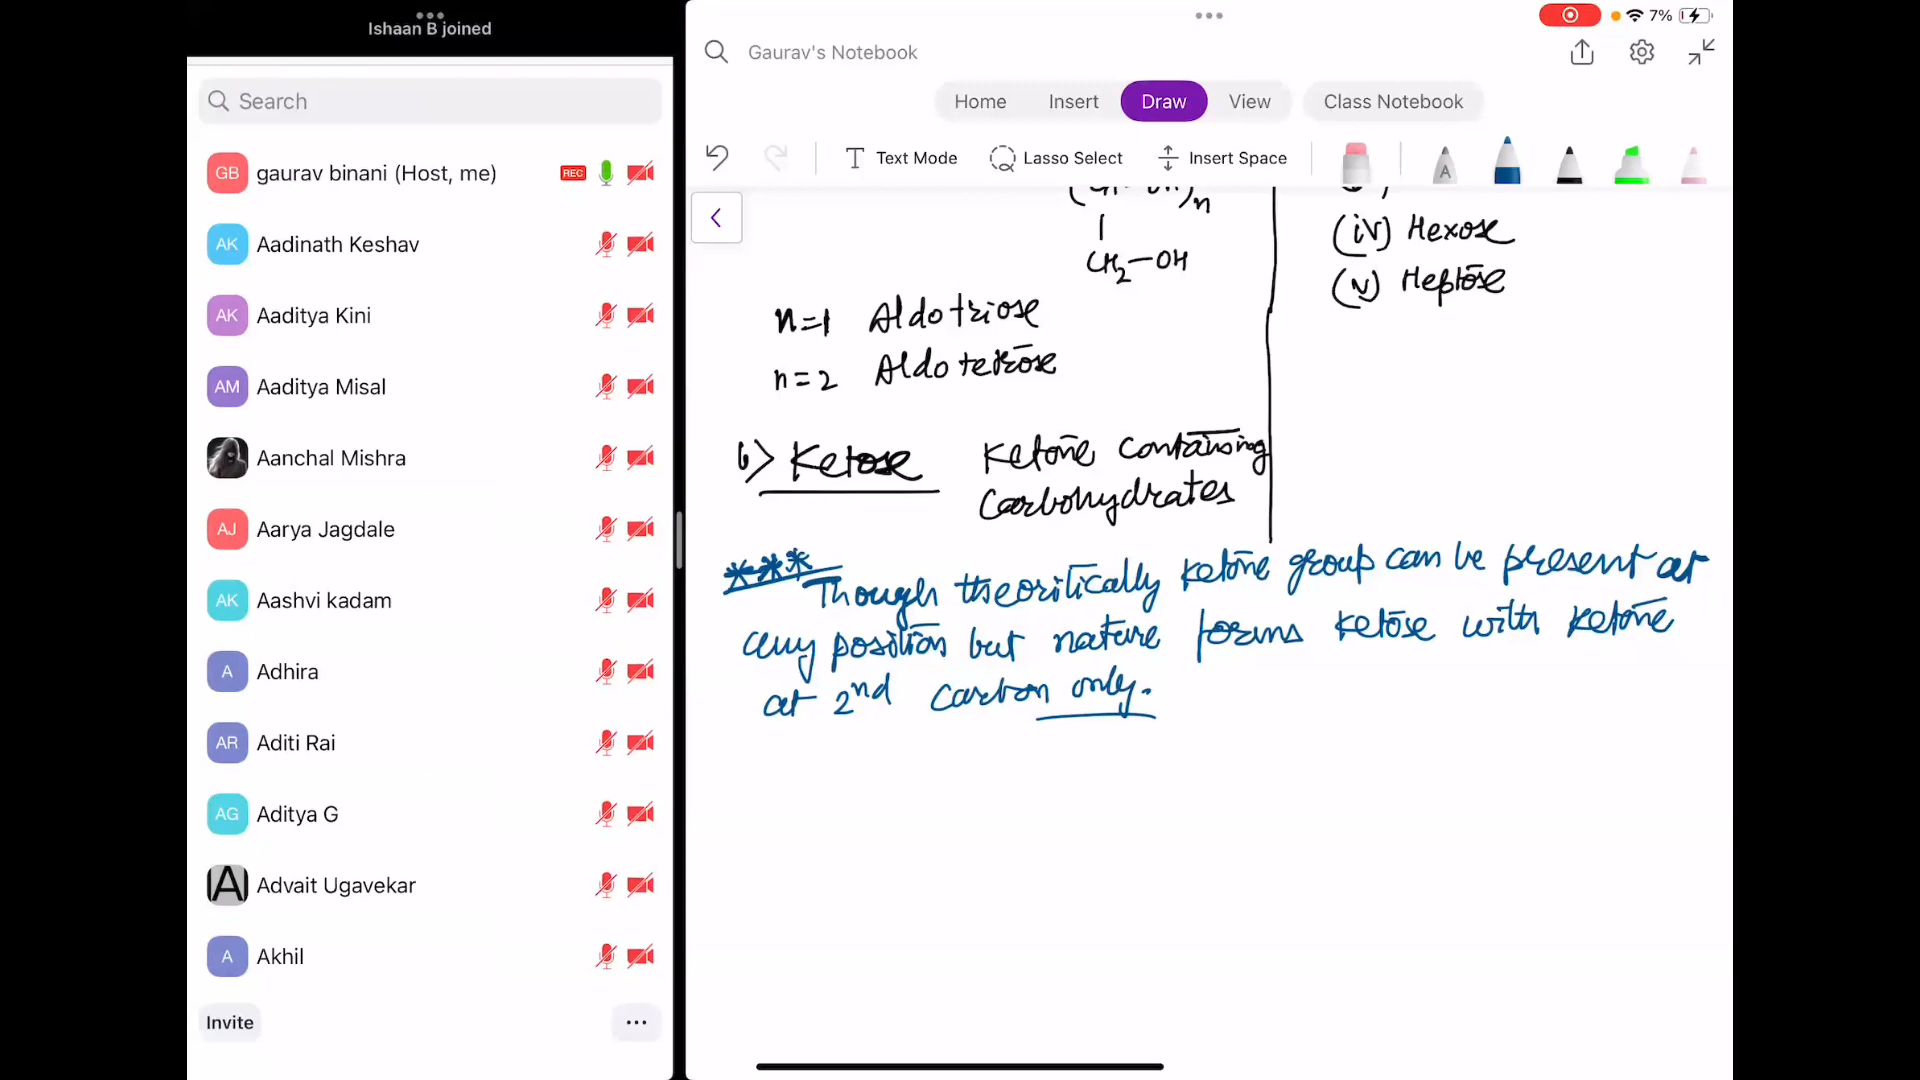 Ishaan B joined
Search
GB gaurav binani (Host, me) REC
AK Aadinath Keshav
AK Aaditya Kini
AM Aaditya Misal
Aanchal Mishra
AJ Aarya Jagdale
AK Aashvi kadam
A Adhira
AR Aditi Rai
AG Aditya G
A Advait Ugavekar
A Akhil
Invite
7%
Gaurav's Notebook
Home Insert Draw View Class Notebook
T Text Mode Lasso Select Insert Space A
n
CH2-OH
n=1 Aldotriose
n=2 Aldotetrose
b) Ketose Ketone containing
Carbohydrates
(iv) Hexose
(v) Heptose
*** Though theoritically ketone group can be present at
any position but nature forms ketose with ketone
at 2nd carbon only.